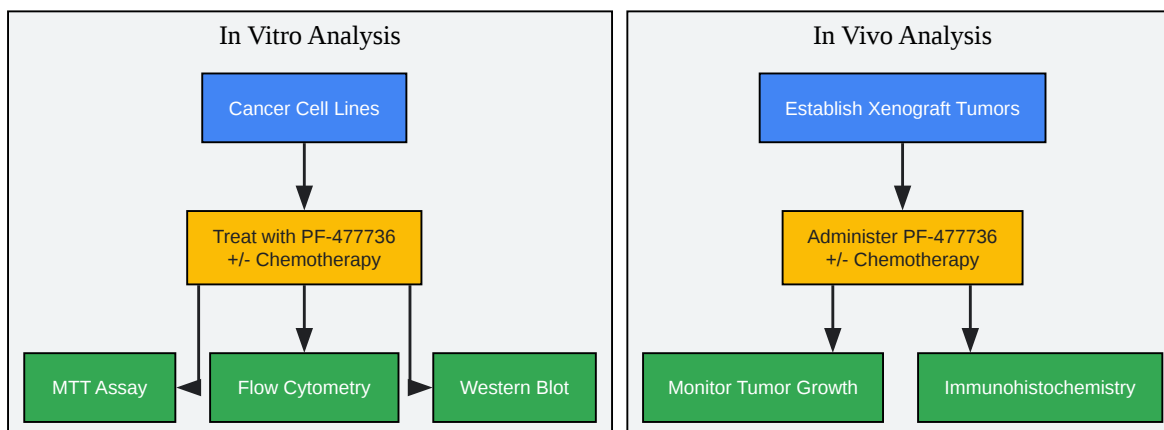 In Vitro Analysis
Cancer Cell Lines
Treat with PF-477736
+/- Chemotherapy
MTT Assay
Flow Cytometry
Western Blot
In Vivo Analysis
Establish Xenograft Tumors
Administer PF-477736
+/- Chemotherapy
Monitor Tumor Growth
Immunohistochemistry